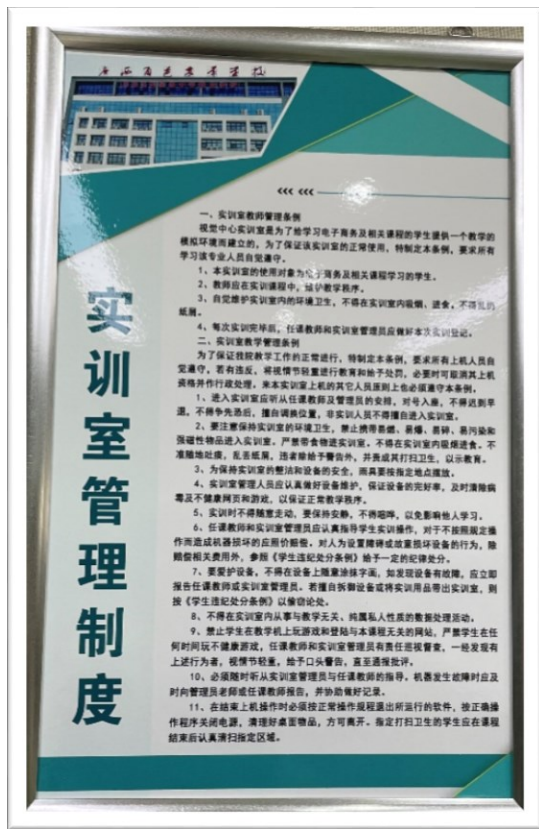 实训室管理制度
一、实训室教师管理条例
视觉中心实训室是为了给学习电子商务及相关课程的学生提供一个教学的
模拟环境而建立的，为了保证该实训室的正常使用，特制定本条例，要求所有
学习该专业人员自觉遵守。
1、本实训室的使用对象为电子商务及相关课程学习的学生。
2、教师应在实训课程中，维护教学秩序。
3、自觉维护实训室内的环境卫生，不得在实训室内吸烟、进食，不得乱扔
纸屑。
4、每次实训完毕后，任课教师和实训室管理员应做好本次实训登记。
二、实训室教学管理条例
为了保证我院教学工作的正常进行，特制定本条例，要求所有上机人员自
觉遵守，若有违反，将视情节轻重进行教育和给予处罚，必要时可取消其上机
资格并作行政处理。来本实训室上机的其它人员原则上也必须遵守本条例。
1、进入实训室应听从任课教师及管理员的安排，对号入座，不得迟到早
退。不得争先恐后，擅自调换位置，非实训人员不得擅自进入实训室。
2、要注意保持实训室的环境卫生，禁止携带易燃、易爆、易碎、易污染和
强磁性物品进入实训室。严禁带食物进实训室。不得在实训室内吸烟进食。不
准随地吐痰，乱丢纸屑，违者除给予警告外，并责成其打扫卫生，以示教育。
3、为保持实训室的整洁和设备的安全，雨具要按指定地点摆放。
4、实训室管理人员应认真做好设备维护，保证设备的完好率，及时清除病
毒及不健康网页和游戏，以保证正常教学秩序。
5、实训时不得随意走动，要保持安静，不得喧哗，以免影响他人学习。
6、任课教师和实训室管理员应认真指导学生实训操作，对于不按照规定操
作而造成机器损坏的应照价赔偿。对人为设置障碍或故意损坏设备的行为，除
赔偿相关费用外，参照《学生违纪处分条例》给予一定的纪律处分。
7、要爱护设备，不得在设备上随意涂抹字画，如发现设备有故障，应立即
报告任课教师或实训室管理员。若擅自拆卸设备或将实训用品带出实训室，则
按《学生违纪处分条例》以偷窃论处。
8、不得在实训室内从事与教学无关、纯属私人性质的数据处理活动。
9、禁止学生在教学机上玩游戏和登陆与本课程无关的网站，严禁学生在任
何时间玩不健康游戏，任课教师和实训室管理员有责任巡视督查，一经发现有
上述行为者，视情节轻重，给予口头警告，直至通报批评。
10、必须随时听从实训室管理员与任课教师的指导。机器发生故障时应及
时向管理员老师或任课教师报告，并协助做好记录。
11、在结束上机操作时必须按正常操作规程退出所运行的软件，按正确操
作程序关闭电源，清理好桌面物品，方可离开。指定打扫卫生的学生应在课程
结束后认真清扫指定区域。